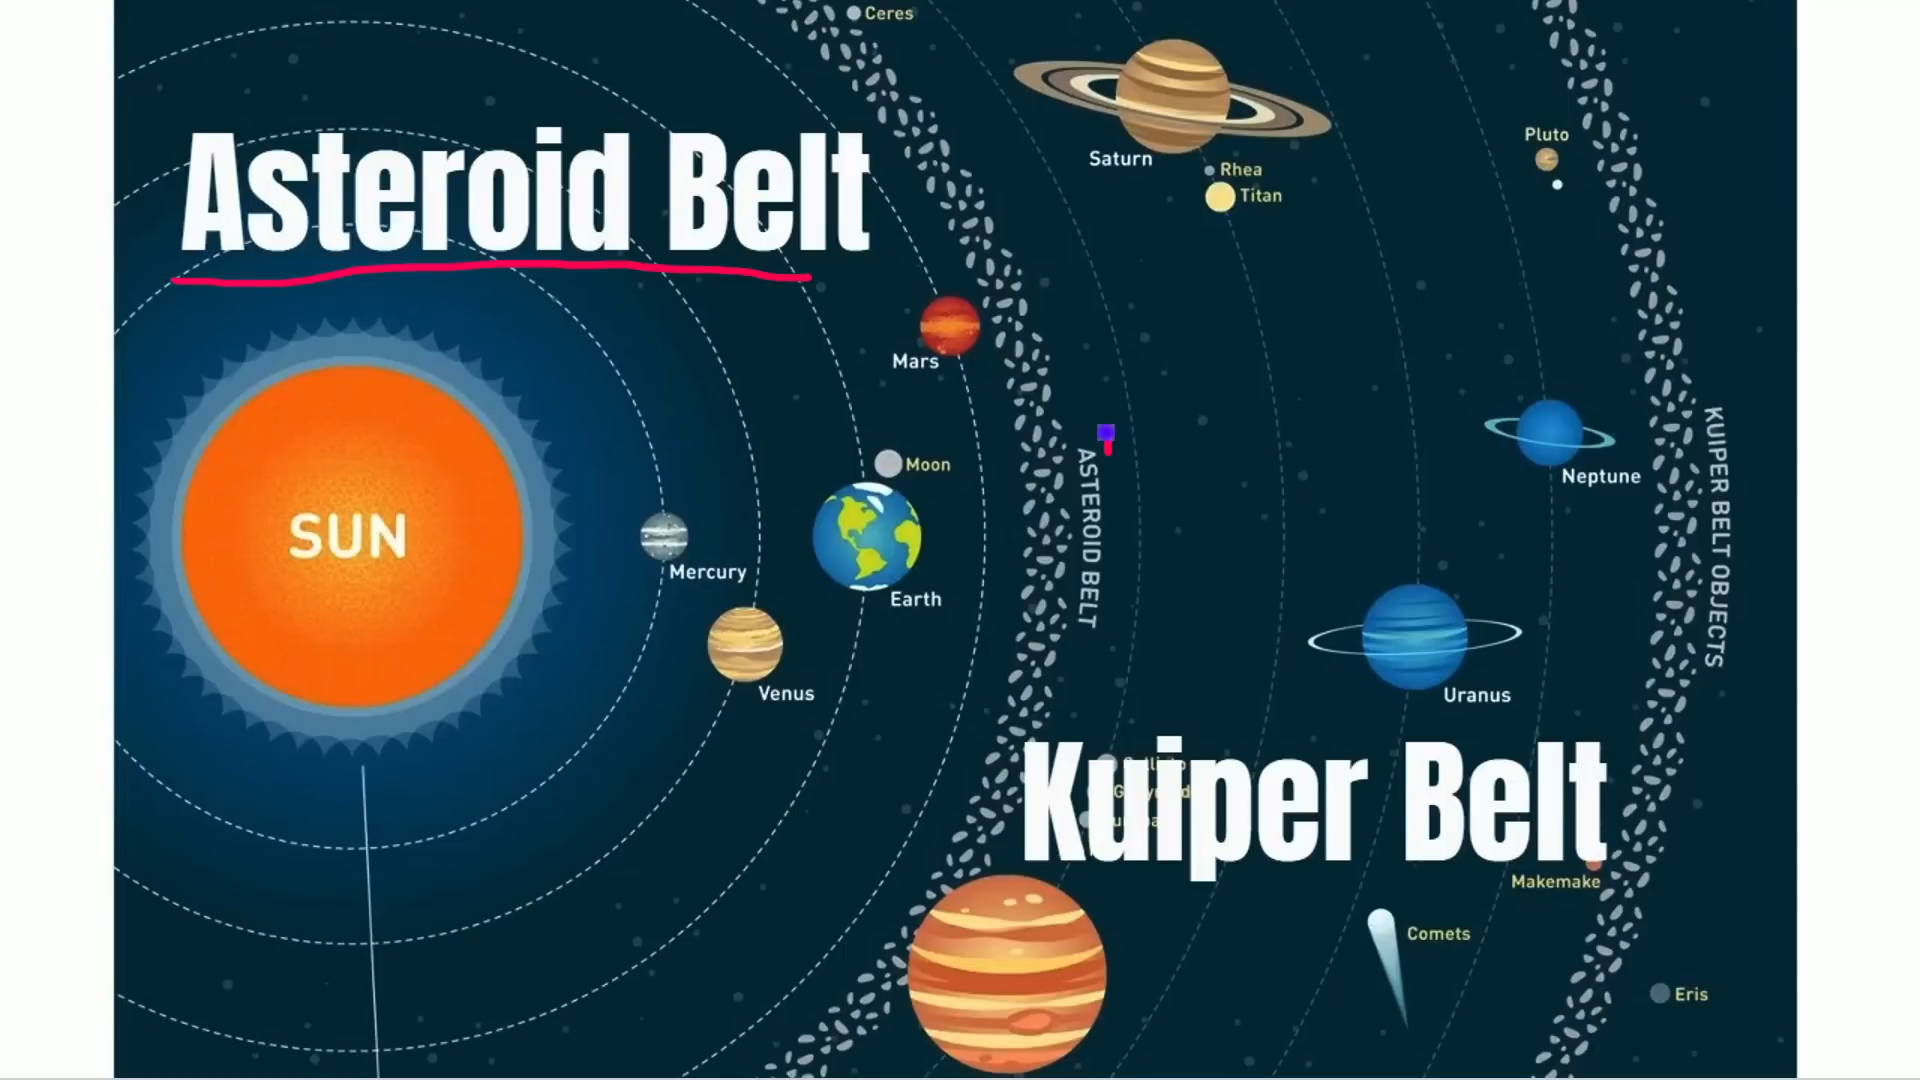 Ceres
Asteroid Belt
Saturn
Rhea
Titan
Pluto
Mars
Moon
SUN
Mercury
Earth
Venus
ASTEROID BELT
Neptune
KUIPER BELT OBJECTS
Uranus
Kuiper Belt
Makemake
Comets
Eris